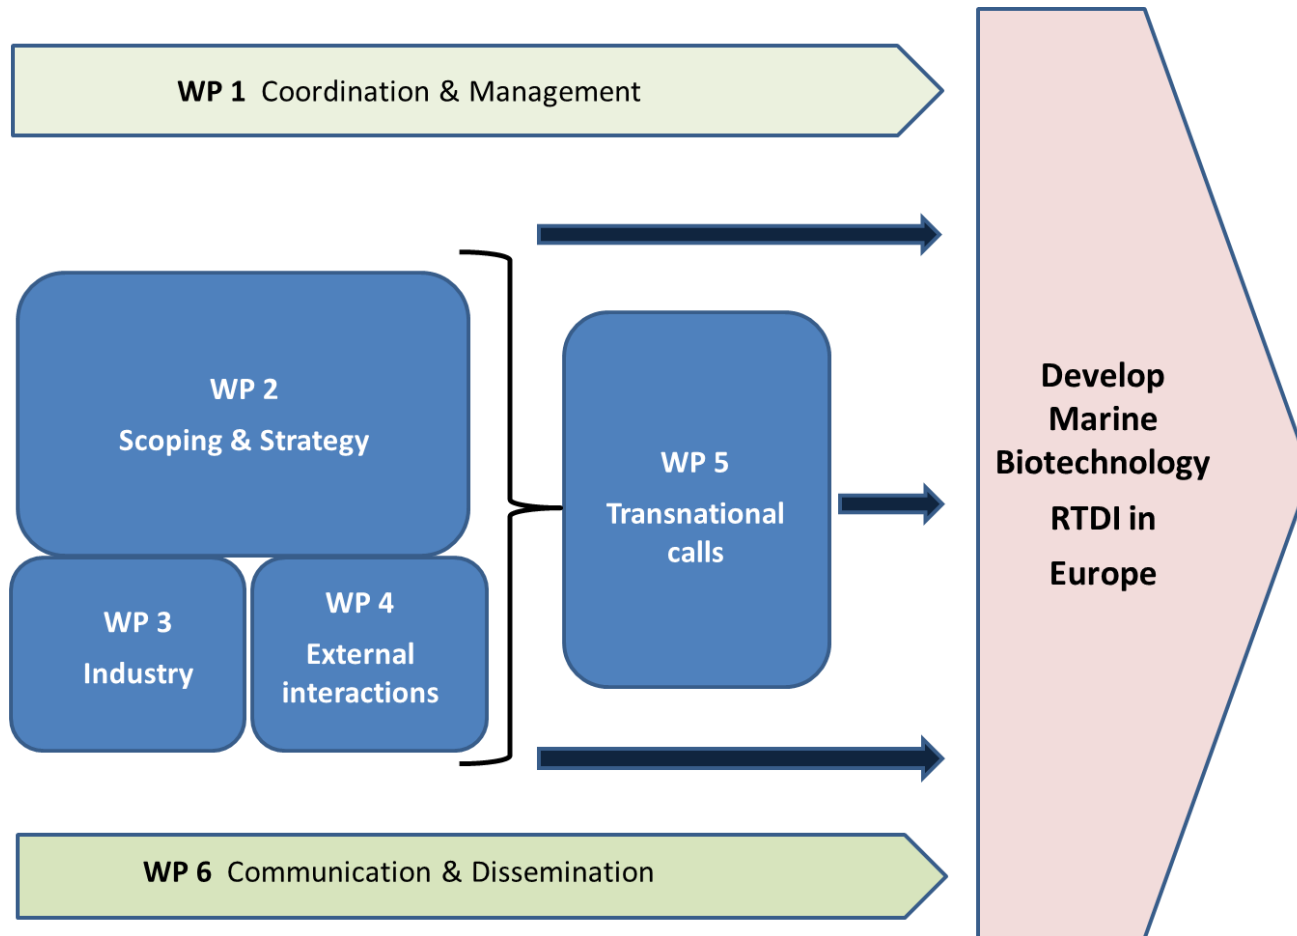 WP 1 Coordination & Management
WP 2
Scoping & Strategy
WP 3
Industry
WP 4
External
interactions
WP 5
Transnational
calls
Develop
Marine
Biotechnology
RTDI in
Europe
WP 6 Communication & Dissemination